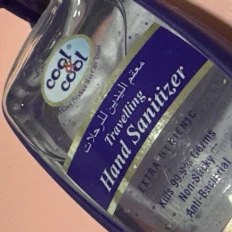 cool & cool
معقم اليدين للرحلات
Travelling
Hand Sanitizer
EXTRA HYGIENIC
Kills 99.9% Germs
Non-Sticky
Anti-Bacterial